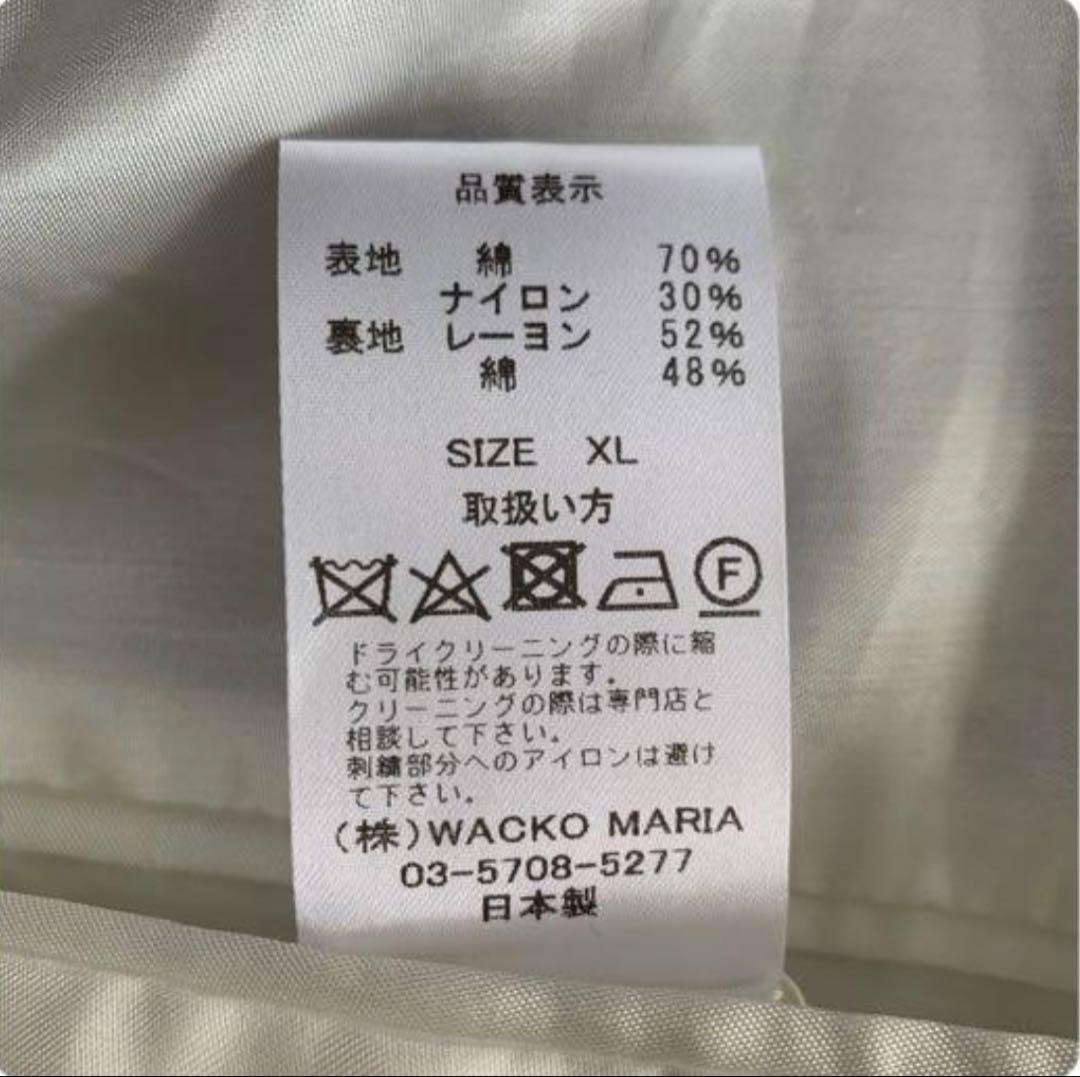 品質表示
表地 綿 70%
ナイロン 30%
裏地 レーヨン 52%
綿 48%
SIZE XL
取扱い方
F
ドライクリーニングの際に縮
む可能性があります。
クリーニングの際は専門店と
相談して下さい。
刺繍部分へのアイロンは避け
て下さい。
(株)WACKO MARIA
03-5708-5277
日本製